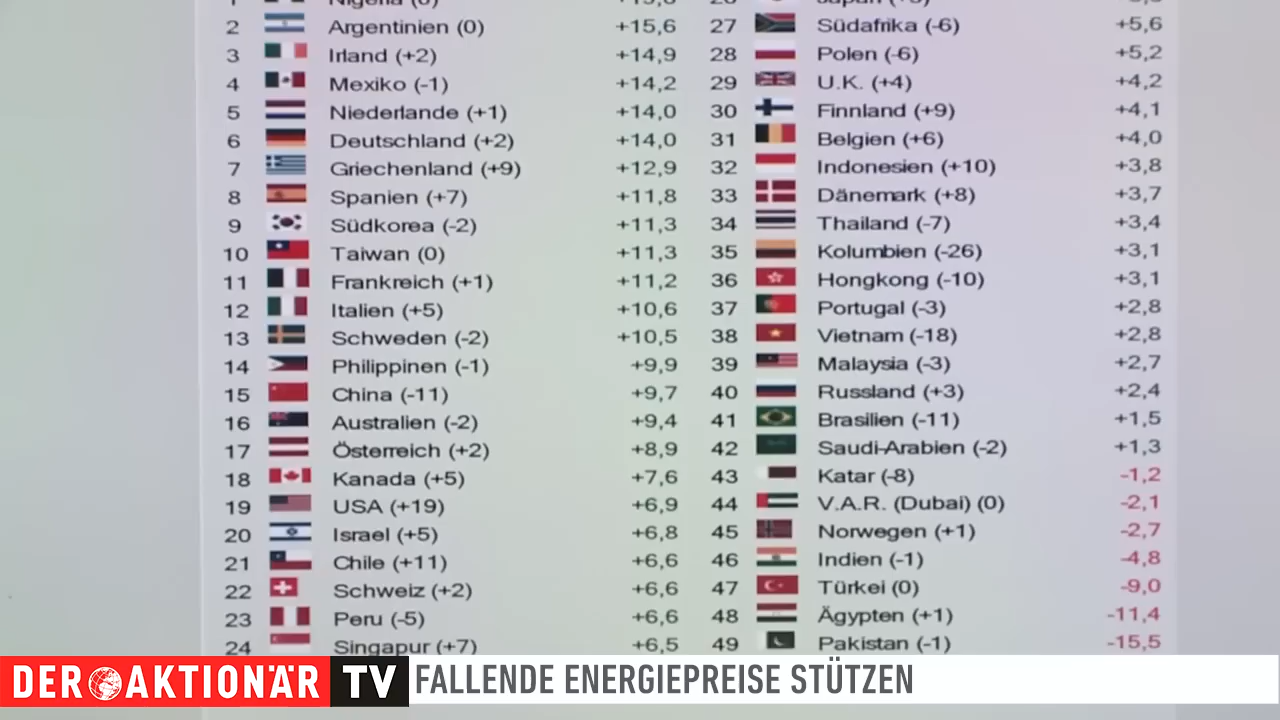 Nigeria
2 Argentinien (0) +15,6
3 Irland (+2) +14,9
4 Mexiko (-1) +14,2
5 Niederlande (+1) +14,0
6 Deutschland (+2) +14,0
7 Griechenland (+9) +12,9
8 Spanien (+7) +11,8
9 Südkorea (-2) +11,3
10 Taiwan (0) +11,3
11 Frankreich (+1) +11,2
12 Italien (+5) +10,6
13 Schweden (-2) +10,5
14 Philippinen (-1) +9,9
15 China (-11) +9,7
16 Australien (-2) +9,4
17 Österreich (+2) +8,9
18 Kanada (+5) +7,6
19 USA (+19) +6,9
20 Israel (+5) +6,8
21 Chile (+11) +6,6
22 Schweiz (+2) +6,6
23 Peru (-5) +6,6
24 Singapur (+7) +6,5
Japan
27 Südafrika (-6) +5,6
28 Polen (-6) +5,2
29 U.K. (+4) +4,2
30 Finnland (+9) +4,1
31 Belgien (+6) +4,0
32 Indonesien (+10) +3,8
33 Dänemark (+8) +3,7
34 Thailand (-7) +3,4
35 Kolumbien (-26) +3,1
36 Hongkong (-10) +3,1
37 Portugal (-3) +2,8
38 Vietnam (-18) +2,8
39 Malaysia (-3) +2,7
40 Russland (+3) +2,4
41 Brasilien (-11) +1,5
42 Saudi-Arabien (-2) +1,3
43 Katar (-8) -1,2
44 V.A.R. (Dubai) (0) -2,1
45 Norwegen (+1) -2,7
46 Indien (-1) -4,8
47 Türkei (0) -9,0
48 Ägypten (+1) -11,4
49 Pakistan (-1) -15,5
DER AKTIONÄR TV FALLENDE ENERGIEPREISE STÜTZEN